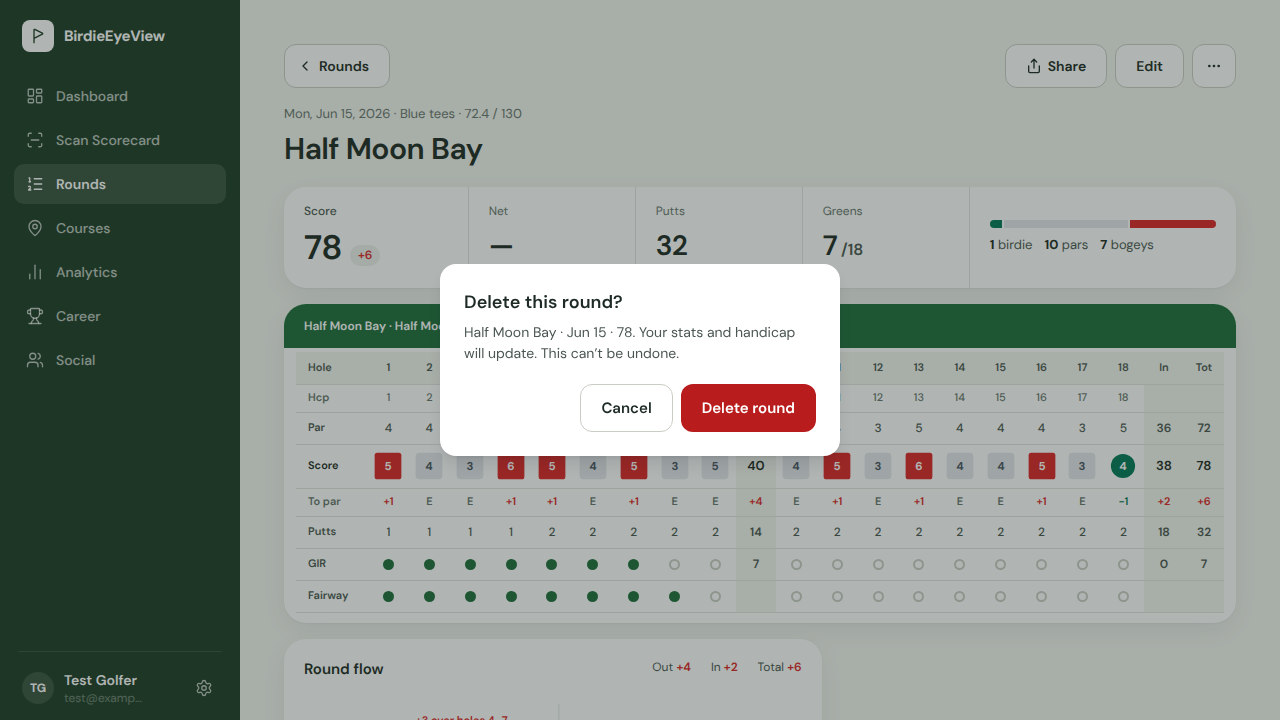 BirdieEyeView
Dashboard
Scan Scorecard
Rounds
Courses
Analytics
Career
Social
TG
Test Golfer
test@examp...
Rounds
Share
Edit
Mon, Jun 15, 2026 · Blue tees · 72.4 / 130
Half Moon Bay
Score
78 +6
Net
—
Putts
32
Greens
7 /18
1 birdie 10 pars 7 bogeys
Delete this round?
Half Moon Bay · Jun 15 · 78. Your stats and handicap
will update. This can’t be undone.
Cancel
Delete round
Half Moon Bay · Half Moo
Hole 1 2 12 13 14 15 16 17 18 In Tot
Hcp 1 2 12 13 14 15 16 17 18
Par 4 4 3 5 4 4 4 3 5 36 72
Score 5 4 3 6 5 4 5 3 5 40 4 5 3 6 4 4 5 3 4 38 78
To par +1 E E +1 +1 E +1 E E +4 E +1 E +1 E E +1 E −1 +2 +6
Putts 1 1 1 1 2 2 2 2 2 14 2 2 2 2 2 2 2 2 2 18 32
GIR 7 0 7
Fairway
Round flow
Out +4 In +2 Total +6
+3 over holes 4–7